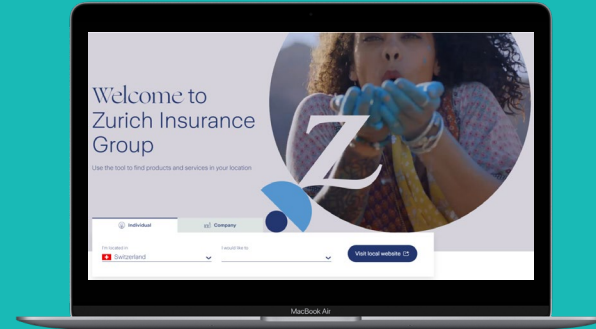 Welcome to
Zurich Insurance
Group
Use the tool to find products and services in your location
Individual
Company
I'm located in
I would like to
Switzerland
Visit local website
MacBook Air